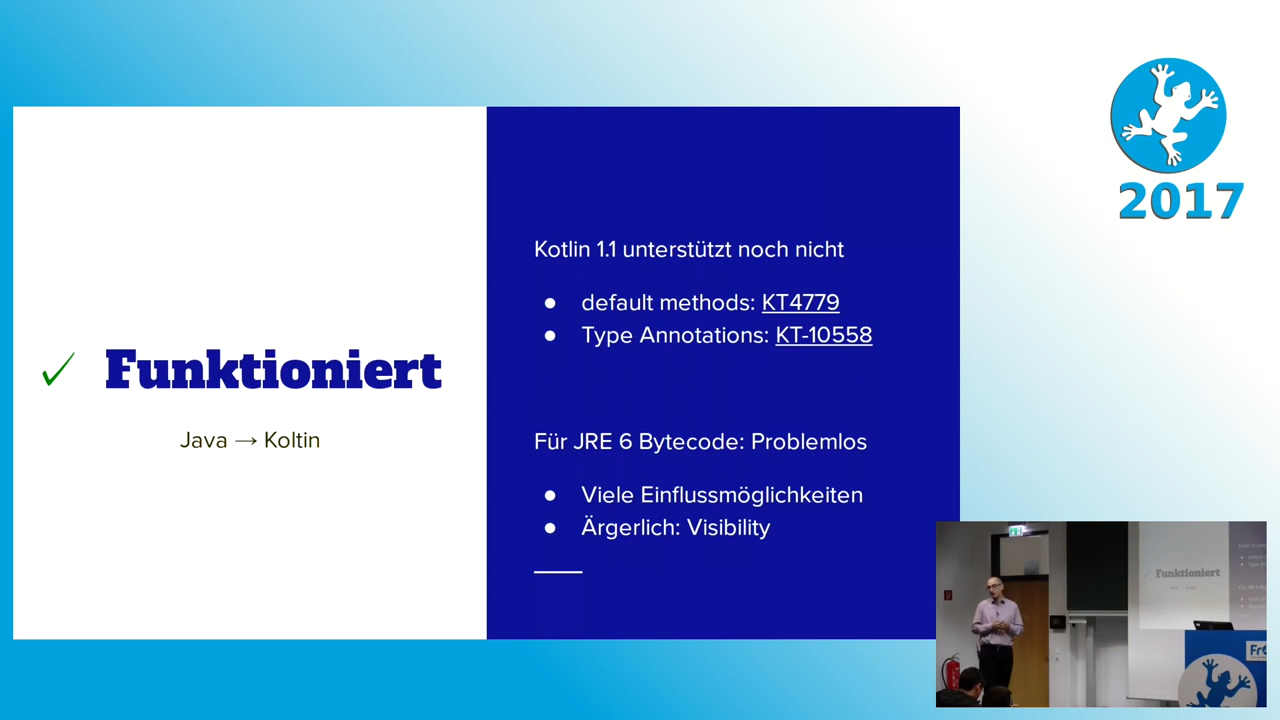 2017
✓ Funktioniert
Java → Koltin
Kotlin 1.1 unterstützt noch nicht
● default methods: KT4779
● Type Annotations: KT-10558
Für JRE 6 Bytecode: Problemlos
● Viele Einflussmöglichkeiten
● Ärgerlich: Visibility
Funktioniert